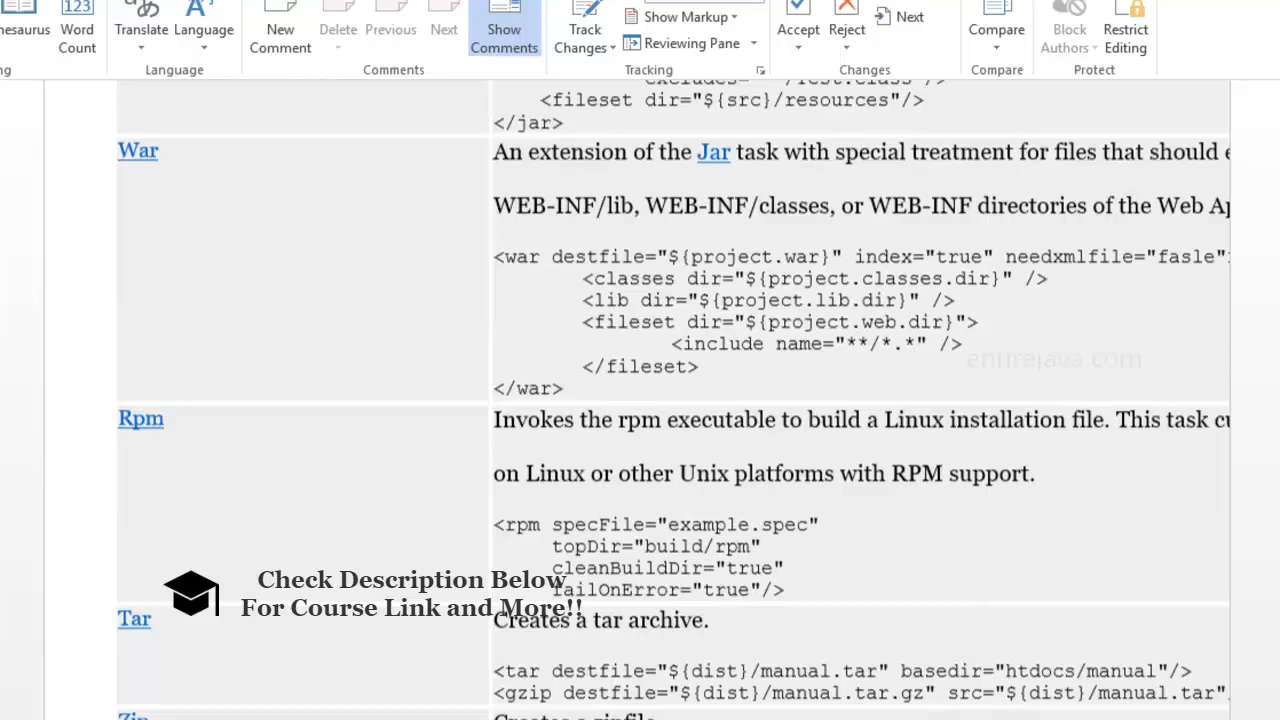 Thesaurus
Word
Count
Translate
Language
Language
New
Comment
Delete
Previous
Next
Show
Comments
Comments
Track
Changes
Show Markup
Reviewing Pane
Tracking
Accept
Reject
Next
Changes
Compare
Compare
Block
Authors
Restrict
Editing
Protect
<fileset dir="${src}/resources"/>
</jar>
War
An extension of the Jar task with special treatment for files that should
WEB-INF/lib, WEB-INF/classes, or WEB-INF directories of the Web
<war destfile="${project.war}" index="true" needxmlfile="fasle"
<classes dir="${project.classes.dir}" />
<lib dir="${project.lib.dir}" />
<fileset dir="${project.web.dir}">
<include name="**/*.*" />
</fileset>
</war>
entirejava.com
Rpm
Invokes the rpm executable to build a Linux installation file. This task
on Linux or other Unix platforms with RPM support.
<rpm specFile="example.spec"
topDir="build/rpm"
cleanBuildDir="true"
failOnError="true"/>
Check Description Below
For Course Link and More!!
Tar
Creates a tar archive.
<tar destfile="${dist}/manual.tar" basedir="htdocs/manual"/>
<gzip destfile="${dist}/manual.tar.gz" src="${dist}/manual.tar"
Zip
Creates a zipfile.